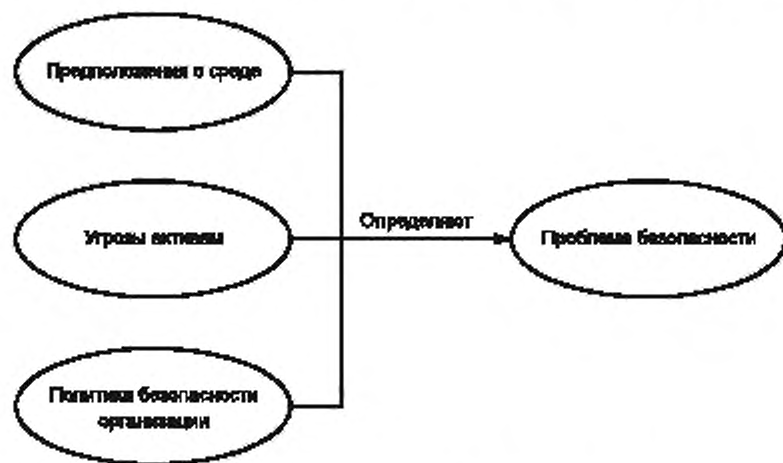 Предположения о среде
Угрозы активам
Определяют
Проблема безопасности
Политика безопасности
организации